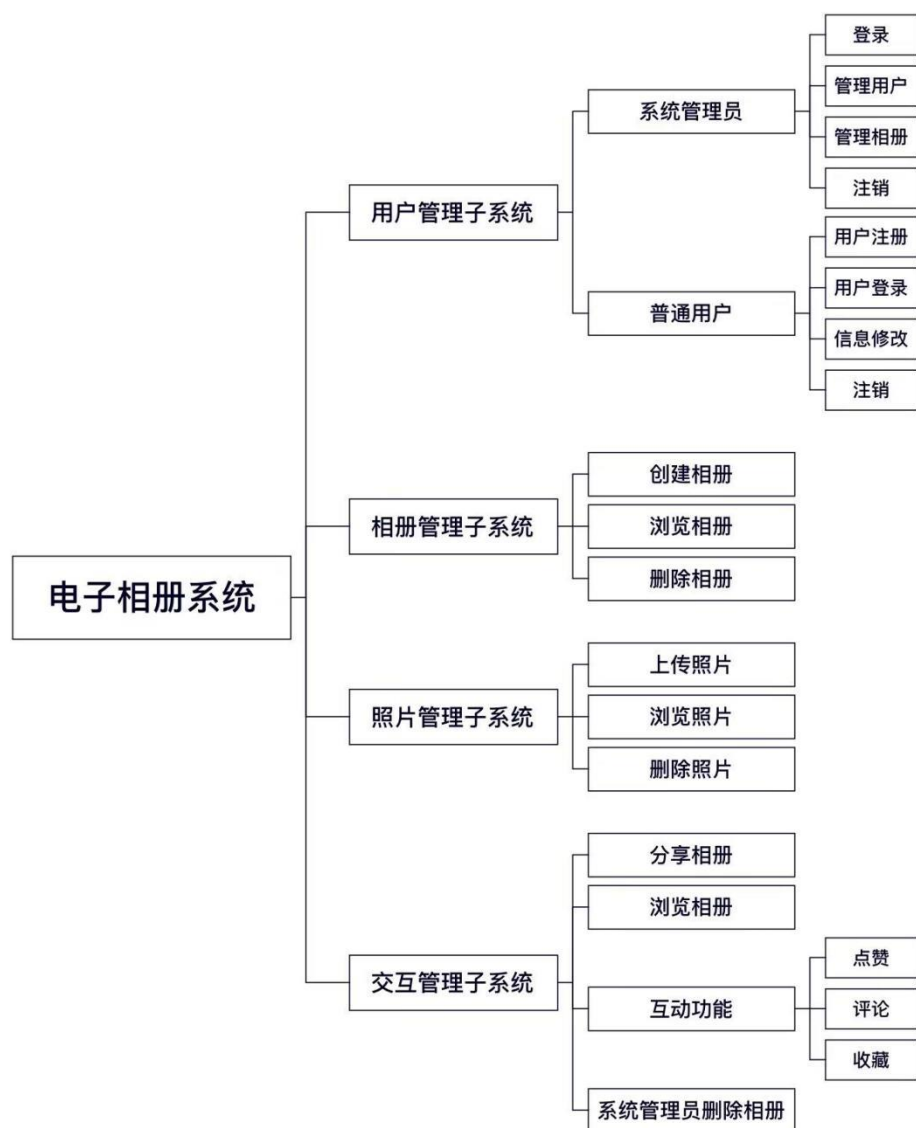 电子相册系统
用户管理子系统
系统管理员
登录
管理用户
管理相册
注销
普通用户
用户注册
用户登录
信息修改
注销
相册管理子系统
创建相册
浏览相册
删除相册
照片管理子系统
上传照片
浏览照片
删除照片
交互管理子系统
分享相册
浏览相册
互动功能
点赞
评论
收藏
系统管理员删除相册